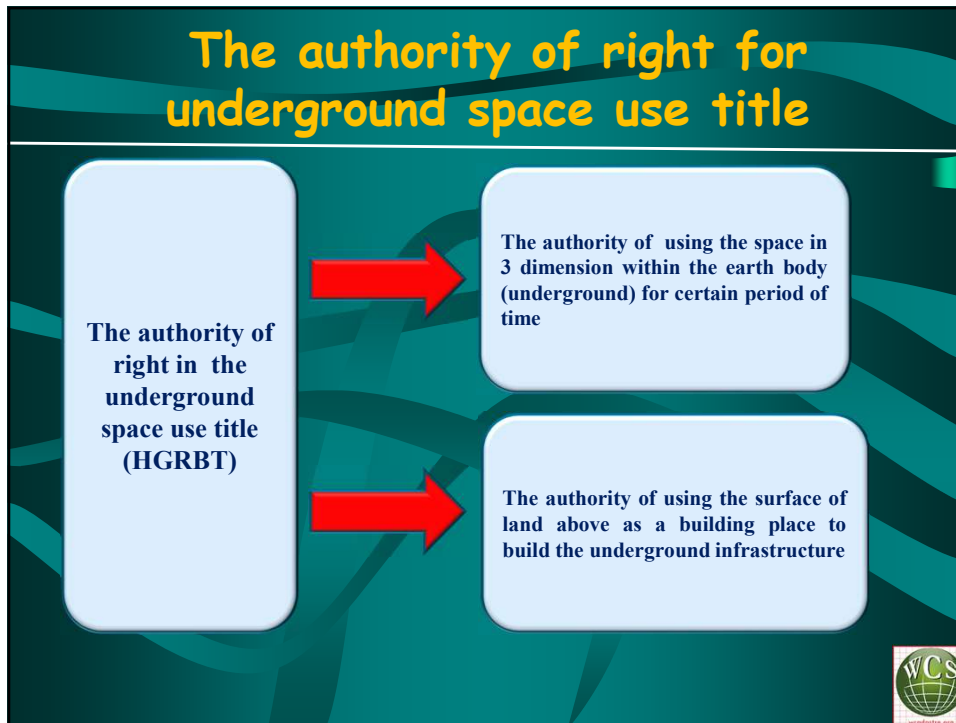 The authority of right for
underground space use title
The authority of
right in the
underground
space use title
(HGRBT)
The authority of using the space in
3 dimension within the earth body
(underground) for certain period of
time
The authority of using the surface of
land above as a building place to
build the underground infrastructure
WCS